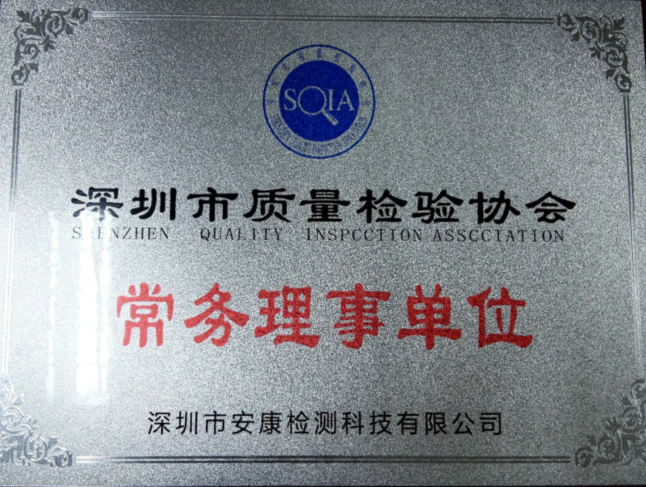 SQIA
深圳市质量检验协会
SHENZHEN QUALITY INSPCCTION ASSCCIATION
常务理事单位
深圳市安康检测科技有限公司